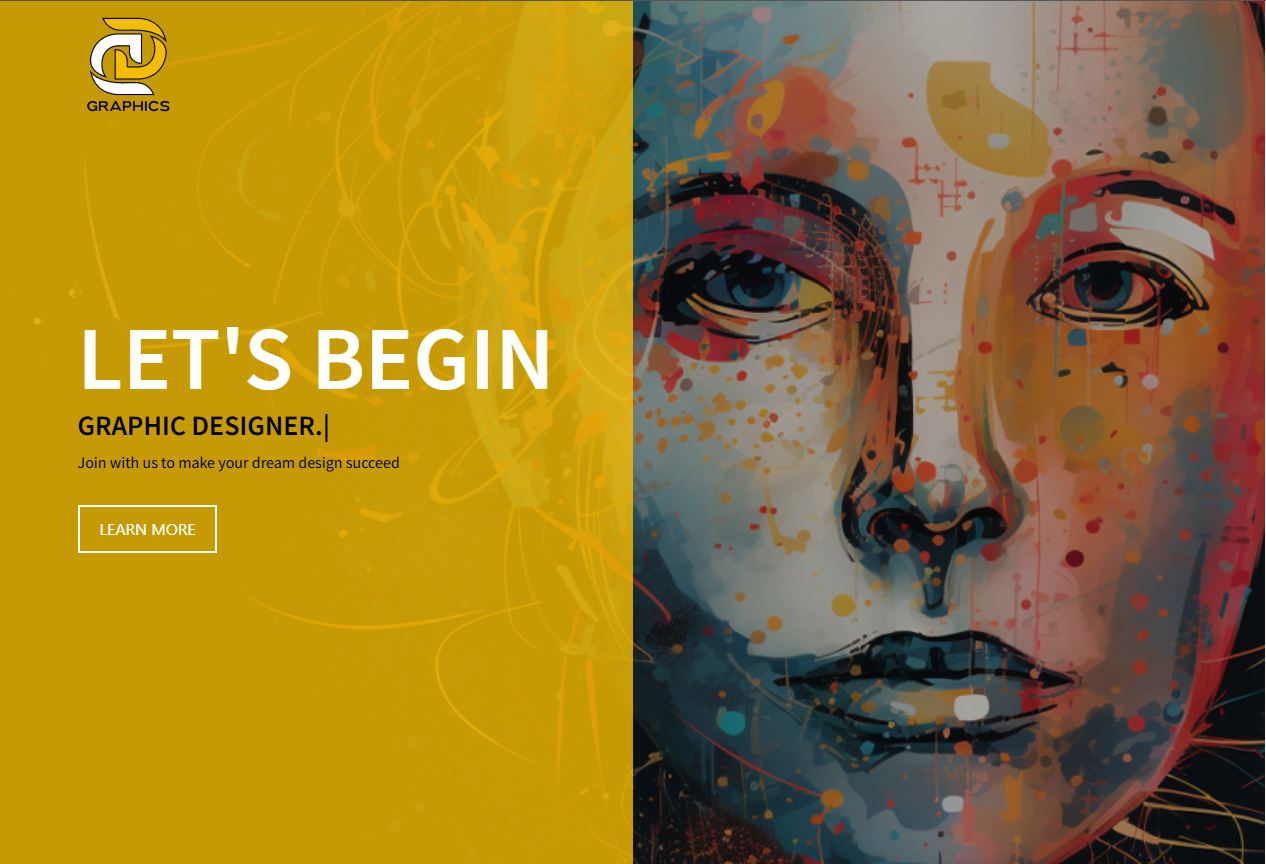 GRAPHICS
LET'S BEGIN
GRAPHIC DESIGNER.|
Join with us to make your dream design succeed
LEARN MORE